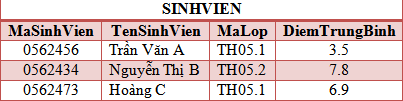 SINHVIEN
MaSinhVien TenSinhVien MaLop DiemTrungBinh
0562456 Trần Văn A TH05.1 3.5
0562434 Nguyễn Thị B TH05.2 7.8
0562473 Hoàng C TH05.1 6.9